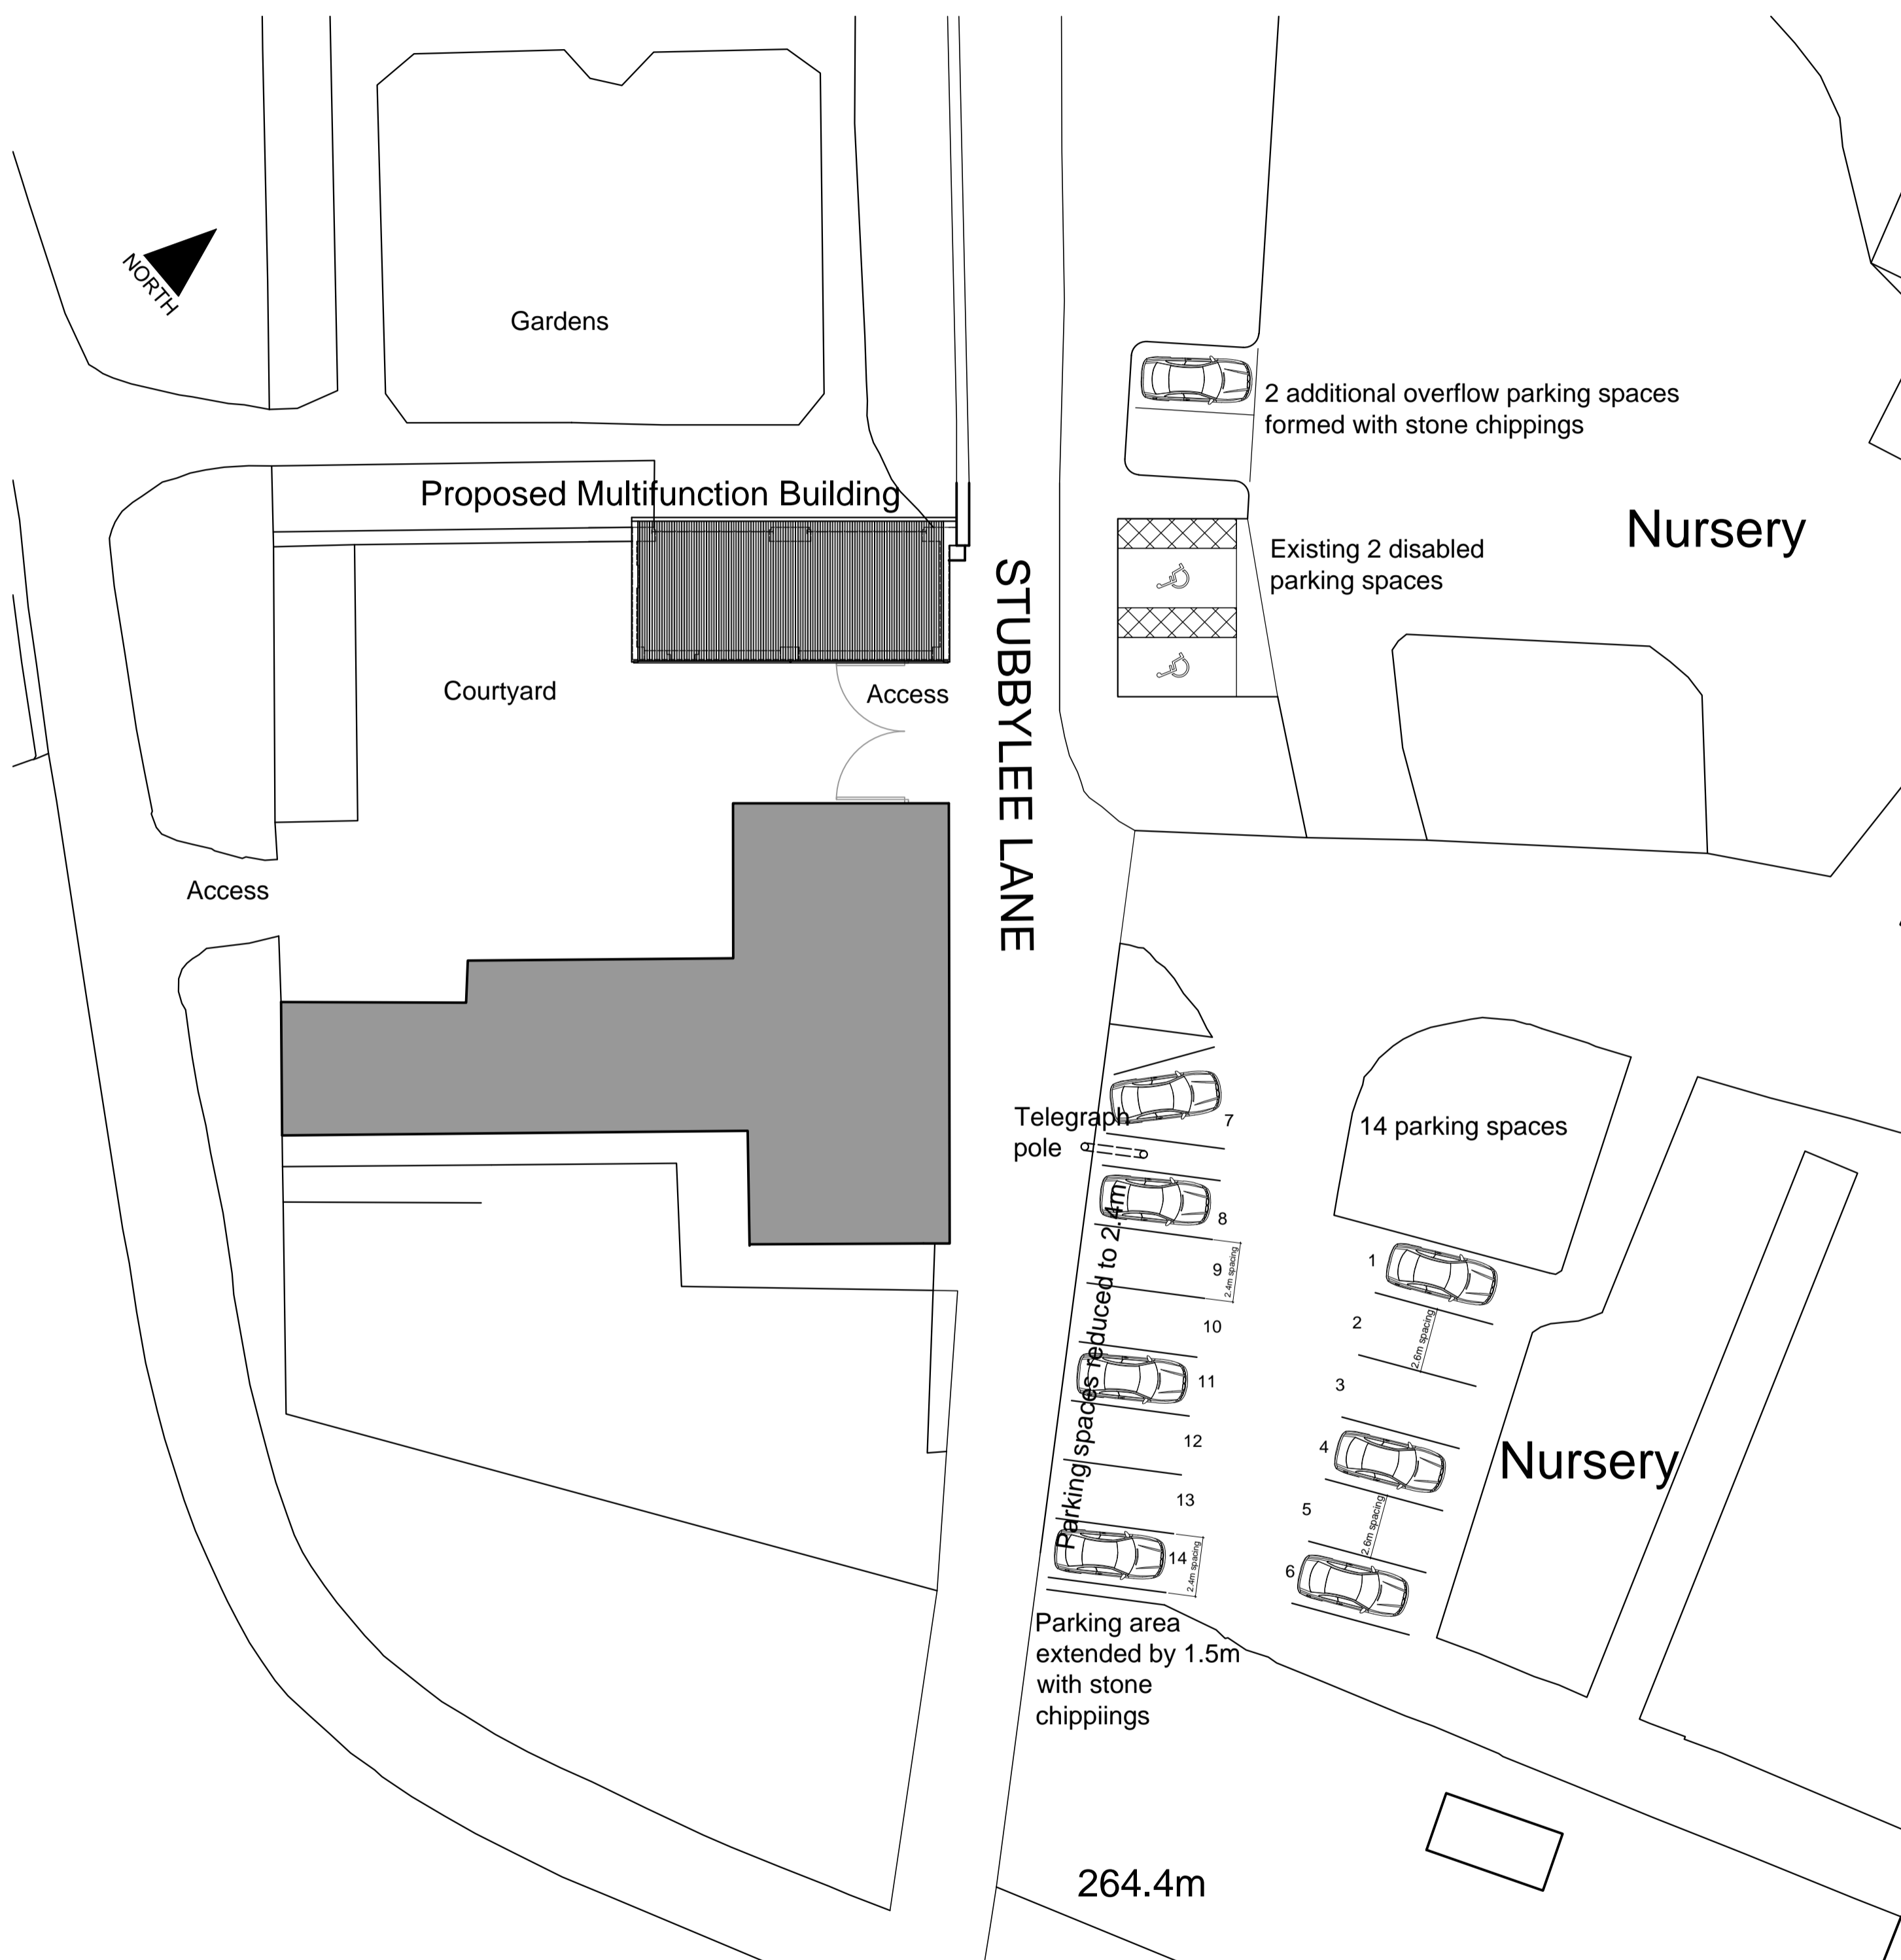 NORTH
Gardens
2 additional overflow parking spaces
formed with stone chippings
Proposed Multifunction Building
Nursery
Existing 2 disabled
parking spaces
STUBBYLEE LANE
Courtyard
Access
Access
Telegraph
pole
7
14 parking spaces
8
Parking spaces reduced to 2.4m
9
2.4m spacing
10
11
12
13
14
2.4m spacing
1
2
2.6m spacing
3
4
5
2.6m spacing
6
Nursery
Parking area
extended by 1.5m
with stone
chippiings
264.4m